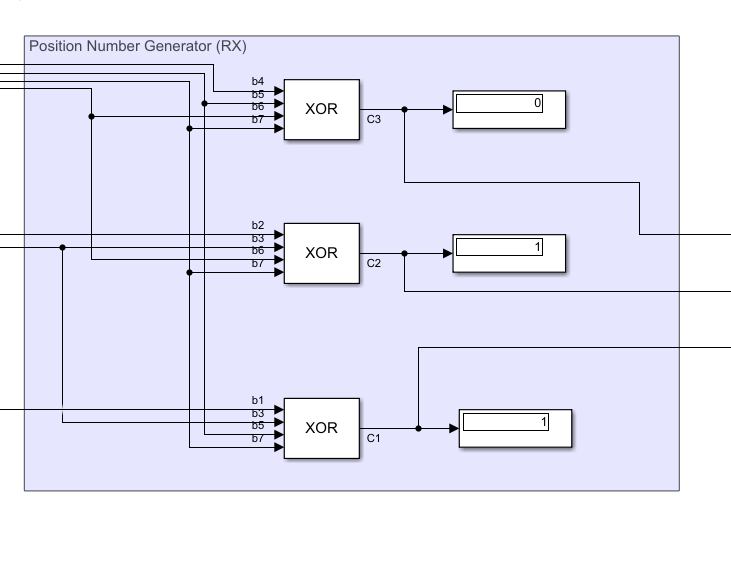 Position Number Generator (RX)
b4
b5
b6
b7
XOR
C3
0
b2
b3
b6
b7
XOR
C2
1
b1
b3
b5
b7
XOR
C1
1